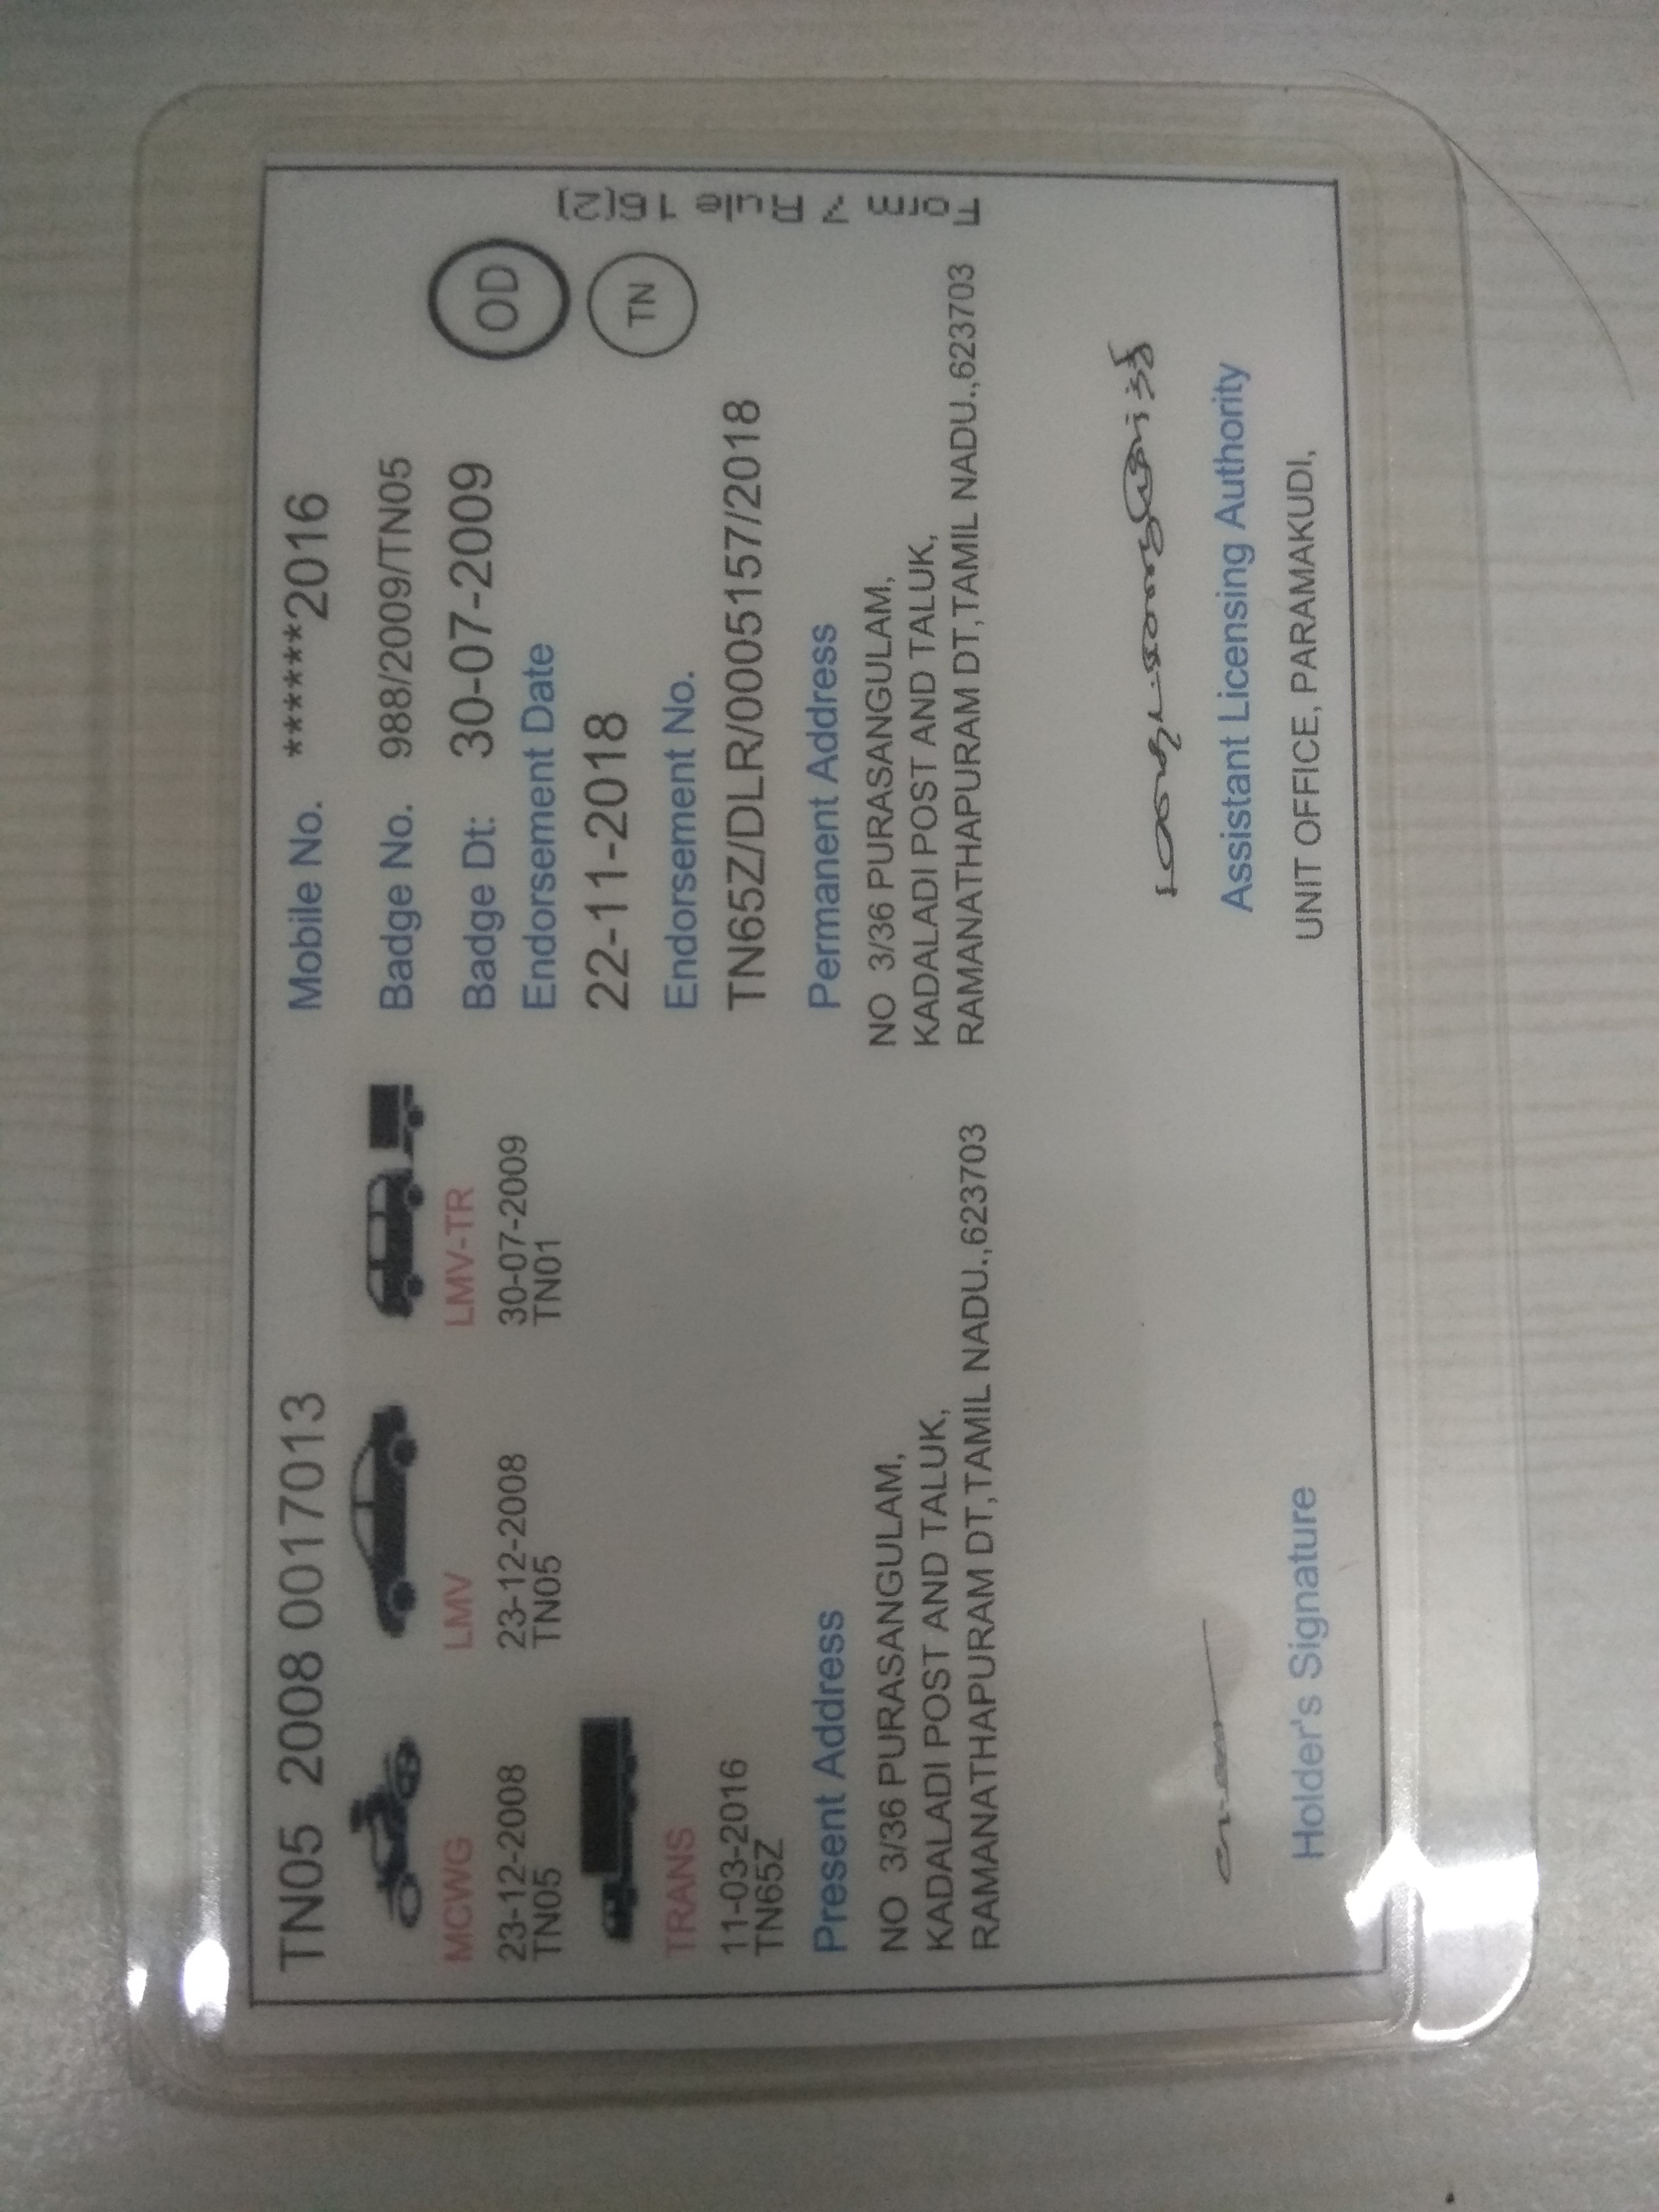 TN05 2008 0017013
Mobile No. ******2016
MCWG
23-12-2008
TN05
LMV
23-12-2008
TN05
LMV-TR
30-07-2009
TN01
TRANS
11-03-2016
TN65Z
Badge No. 988/2009/TN05
Badge Dt: 30-07-2009
Endorsement Date
22-11-2018
Endorsement No.
TN65Z/DLR/0005157/2018
OD
TN
Form 7 Rule 16(2)
Present Address
NO 3/36 PURASANGULAM,
KADALADI POST AND TALUK,
RAMANATHAPURAM DT,TAMIL NADU.,623703
Permanent Address
NO 3/36 PURASANGULAM,
KADALADI POST AND TALUK,
RAMANATHAPURAM DT,TAMIL NADU.,623703
Holder's Signature
Assistant Licensing Authority
UNIT OFFICE, PARAMAKUDI,